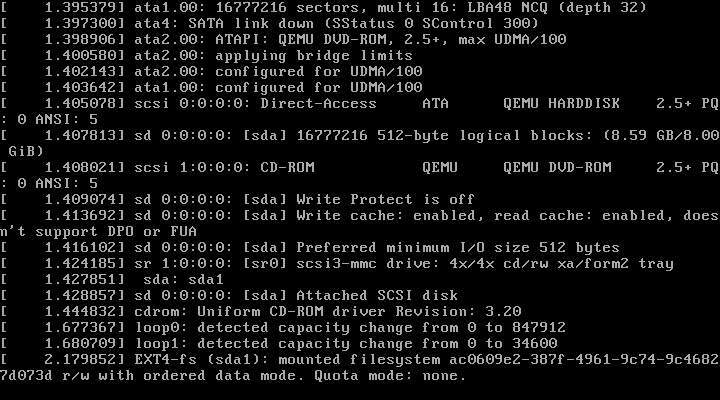 [    1.395379] ata1.00: 16777216 sectors, multi 16: LBA48 NCQ (depth 32)
[    1.397300] ata4: SATA link down (SStatus 0 SControl 300)
[    1.398906] ata2.00: ATAPI: QEMU DVD-ROM, 2.5+, max UDMA/100
[    1.400580] ata2.00: applying bridge limits
[    1.402143] ata2.00: configured for UDMA/100
[    1.403642] ata1.00: configured for UDMA/100
[    1.405078] scsi 0:0:0:0: Direct-Access     ATA      QEMU HARDDISK    2.5+ PQ
: 0 ANSI: 5
[    1.407813] sd 0:0:0:0: [sda] 16777216 512-byte logical blocks: (8.59 GB/8.00
 GiB)
[    1.408021] scsi 1:0:0:0: CD-ROM            QEMU     QEMU DVD-ROM     2.5+ PQ
: 0 ANSI: 5
[    1.409074] sd 0:0:0:0: [sda] Write Protect is off
[    1.413692] sd 0:0:0:0: [sda] Write cache: enabled, read cache: enabled, does
n't support DPO or FUA
[    1.416102] sd 0:0:0:0: [sda] Preferred minimum I/O size 512 bytes
[    1.424185] sr 1:0:0:0: [sr0] scsi3-mmc drive: 4x/4x cd/rw xa/form2 tray
[    1.427851]  sda: sda1
[    1.428857] sd 0:0:0:0: [sda] Attached SCSI disk
[    1.444832] cdrom: Uniform CD-ROM driver Revision: 3.20
[    1.677367] loop0: detected capacity change from 0 to 847912
[    1.680709] loop1: detected capacity change from 0 to 34600
[    2.179852] EXT4-fs (sda1): mounted filesystem ac0609e2-387f-4961-9c74-9c4682
7d073d r/w with ordered data mode. Quota mode: none.